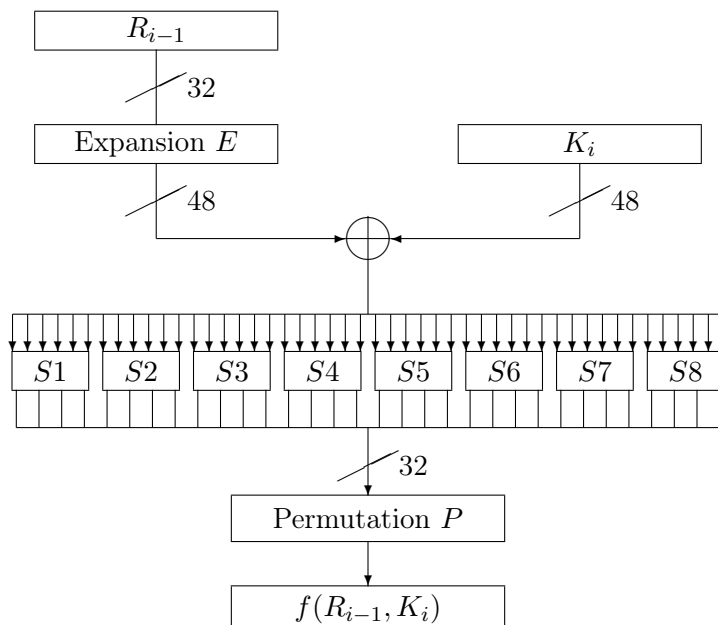 R_{i−1}
32
Expansion E
K_i
48
48
S1 S2 S3 S4 S5 S6 S7 S8
32
Permutation P
f(R_{i−1}, K_i)